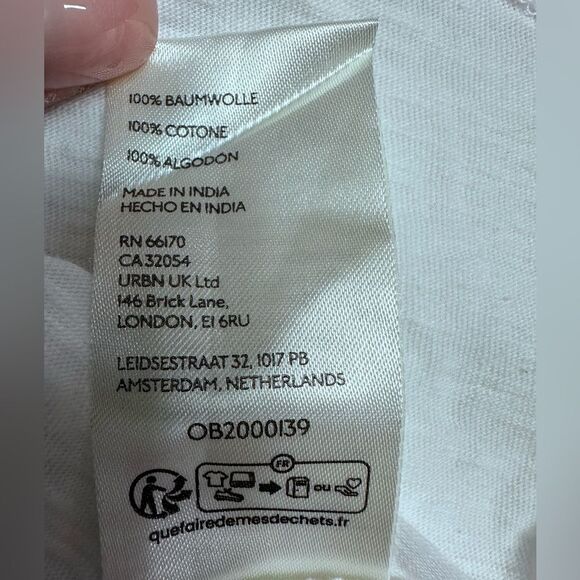 100% BAUMWOLLE
100% COTONE
100% ALGODÓN
MADE IN INDIA
HECHO EN INDIA
RN 66170
CA 32054
URBN UK Ltd
146 Brick Lane,
LONDON, E1 6RU
LEIDSESTRAAT 32, 1017 PB
AMSTERDAM, NETHERLANDS
OB2000139
FR
ou
quefairedemesdechets.fr